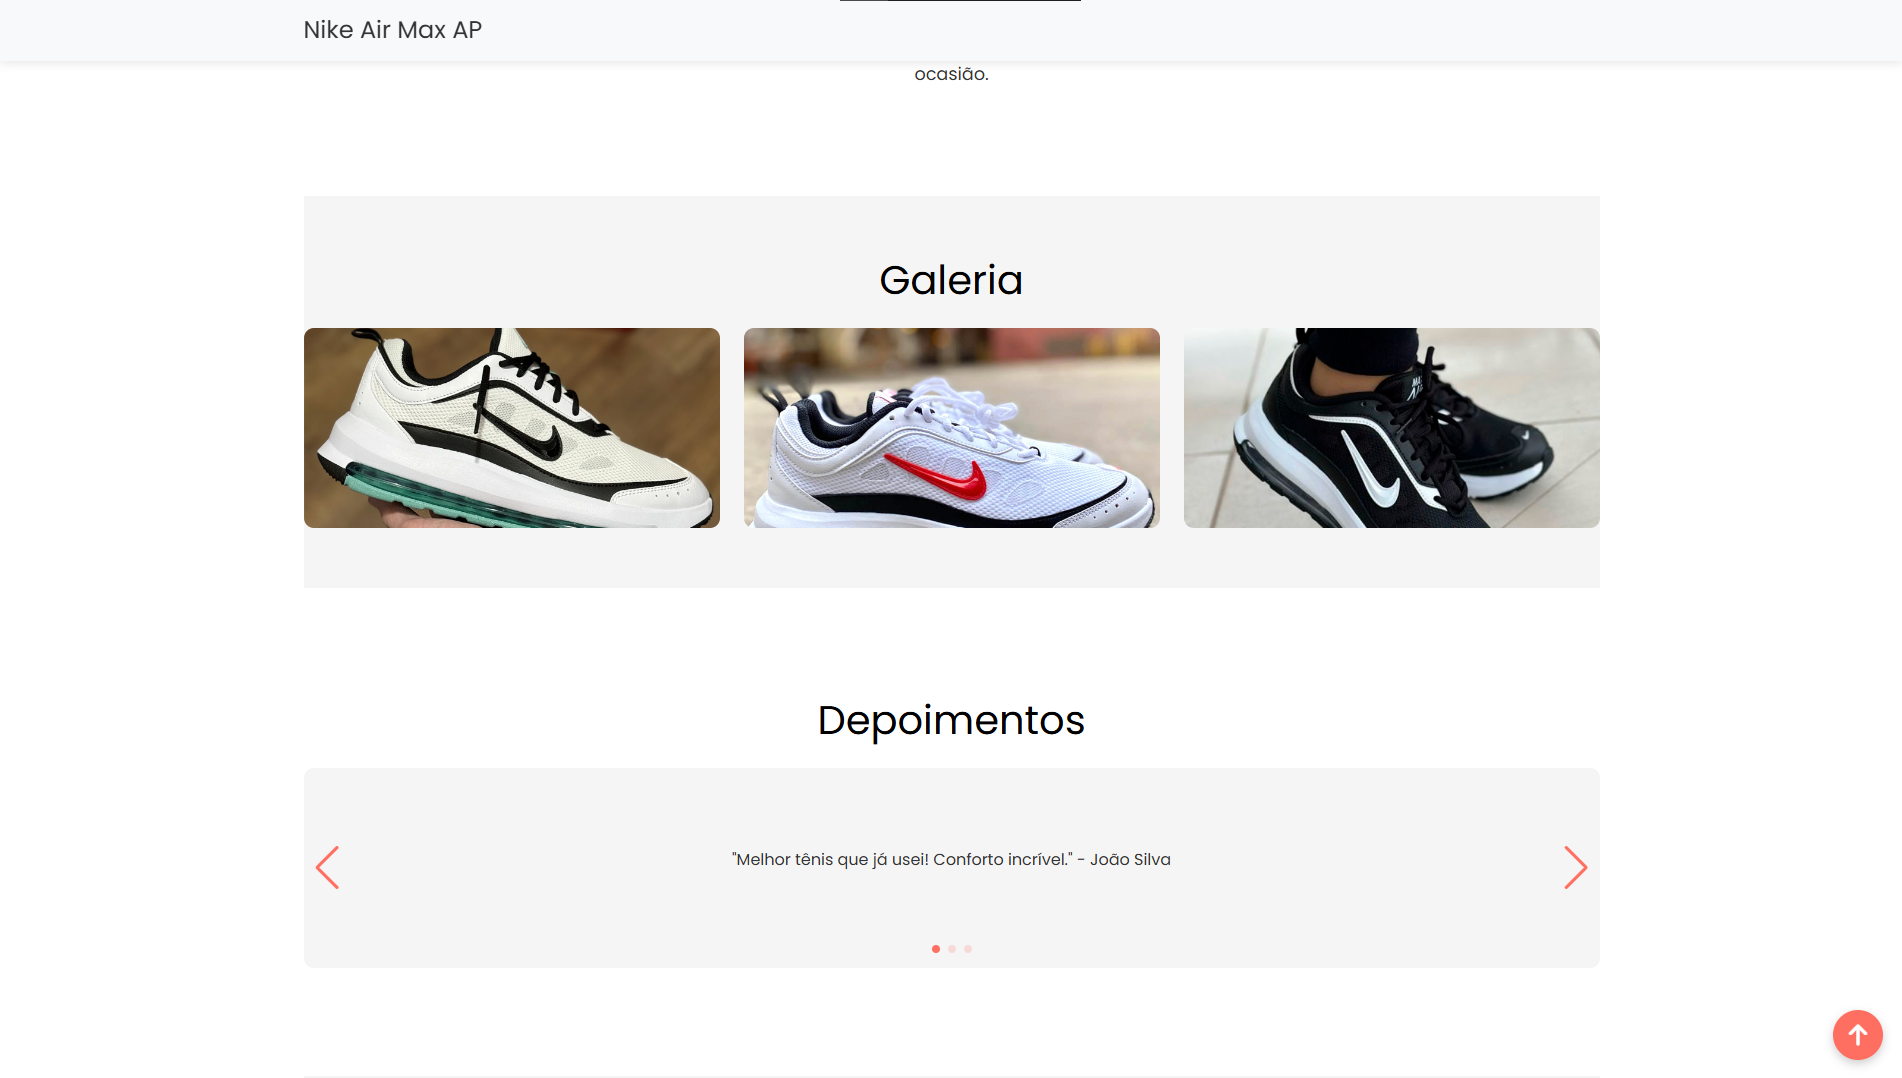 Nike Air Max AP
ocasião.
Galeria
Depoimentos
"Melhor tênis que já usei! Conforto incrível." - João Silva